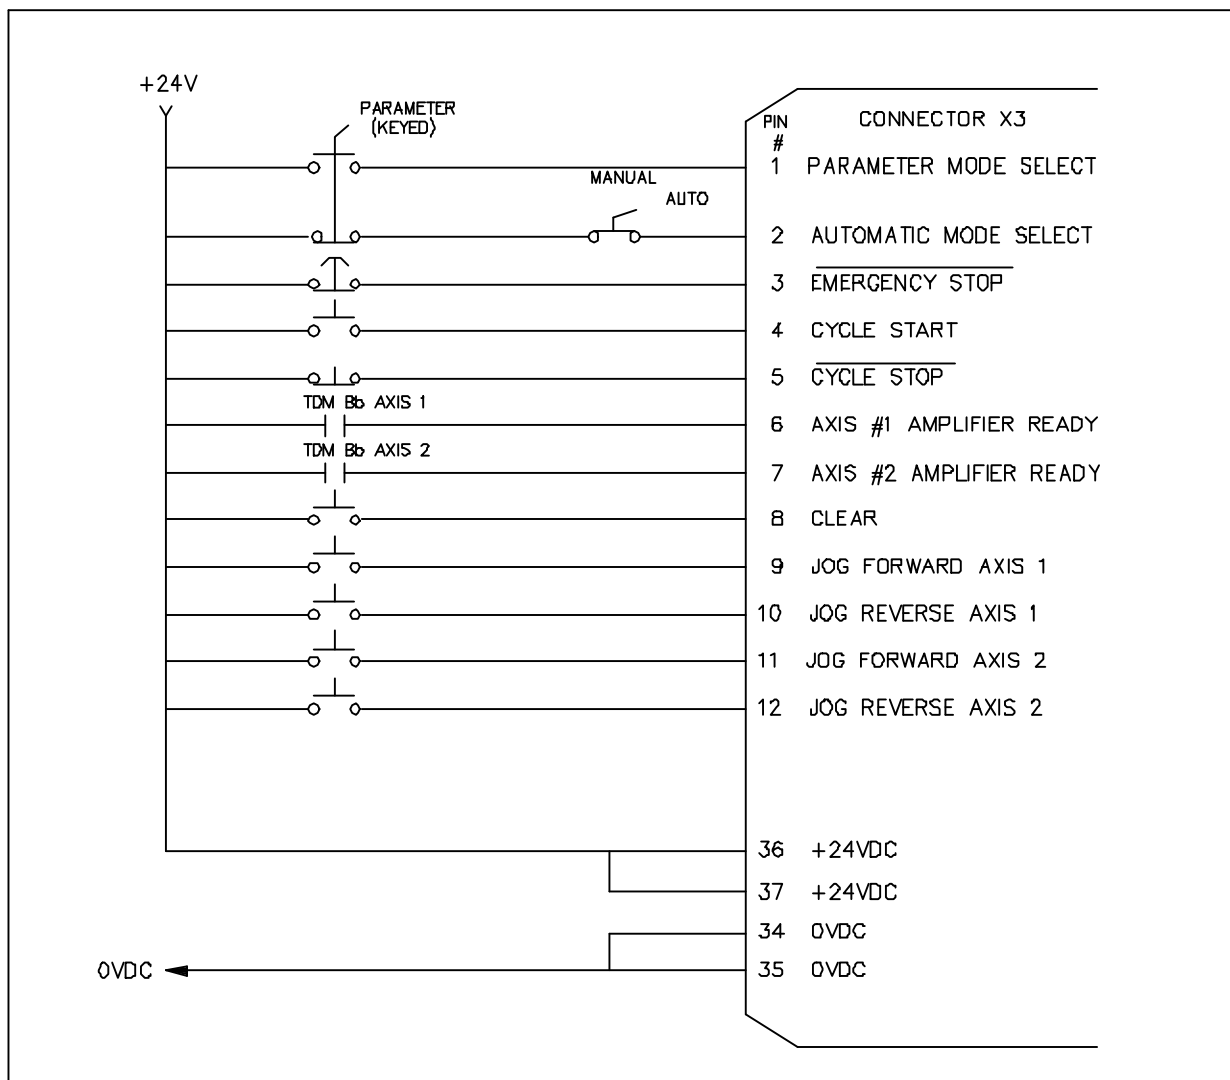 +24V
PARAMETER
(KEYED)
PIN
#
CONNECTOR X3
1 PARAMETER MODE SELECT
MANUAL
AUTO
2 AUTOMATIC MODE SELECT
3 EMERGENCY STOP
4 CYCLE START
5 CYCLE STOP
TDM Bb AXIS 1
6 AXIS #1 AMPLIFIER READY
TDM Bb AXIS 2
7 AXIS #2 AMPLIFIER READY
8 CLEAR
9 JOG FORWARD AXIS 1
10 JOG REVERSE AXIS 1
11 JOG FORWARD AXIS 2
12 JOG REVERSE AXIS 2
36 +24VDC
37 +24VDC
34 0VDC
0VDC
35 0VDC